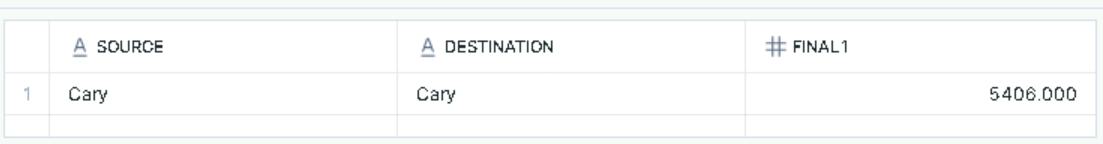 A SOURCE A DESTINATION # FINAL1
1 Cary Cary 5406.000